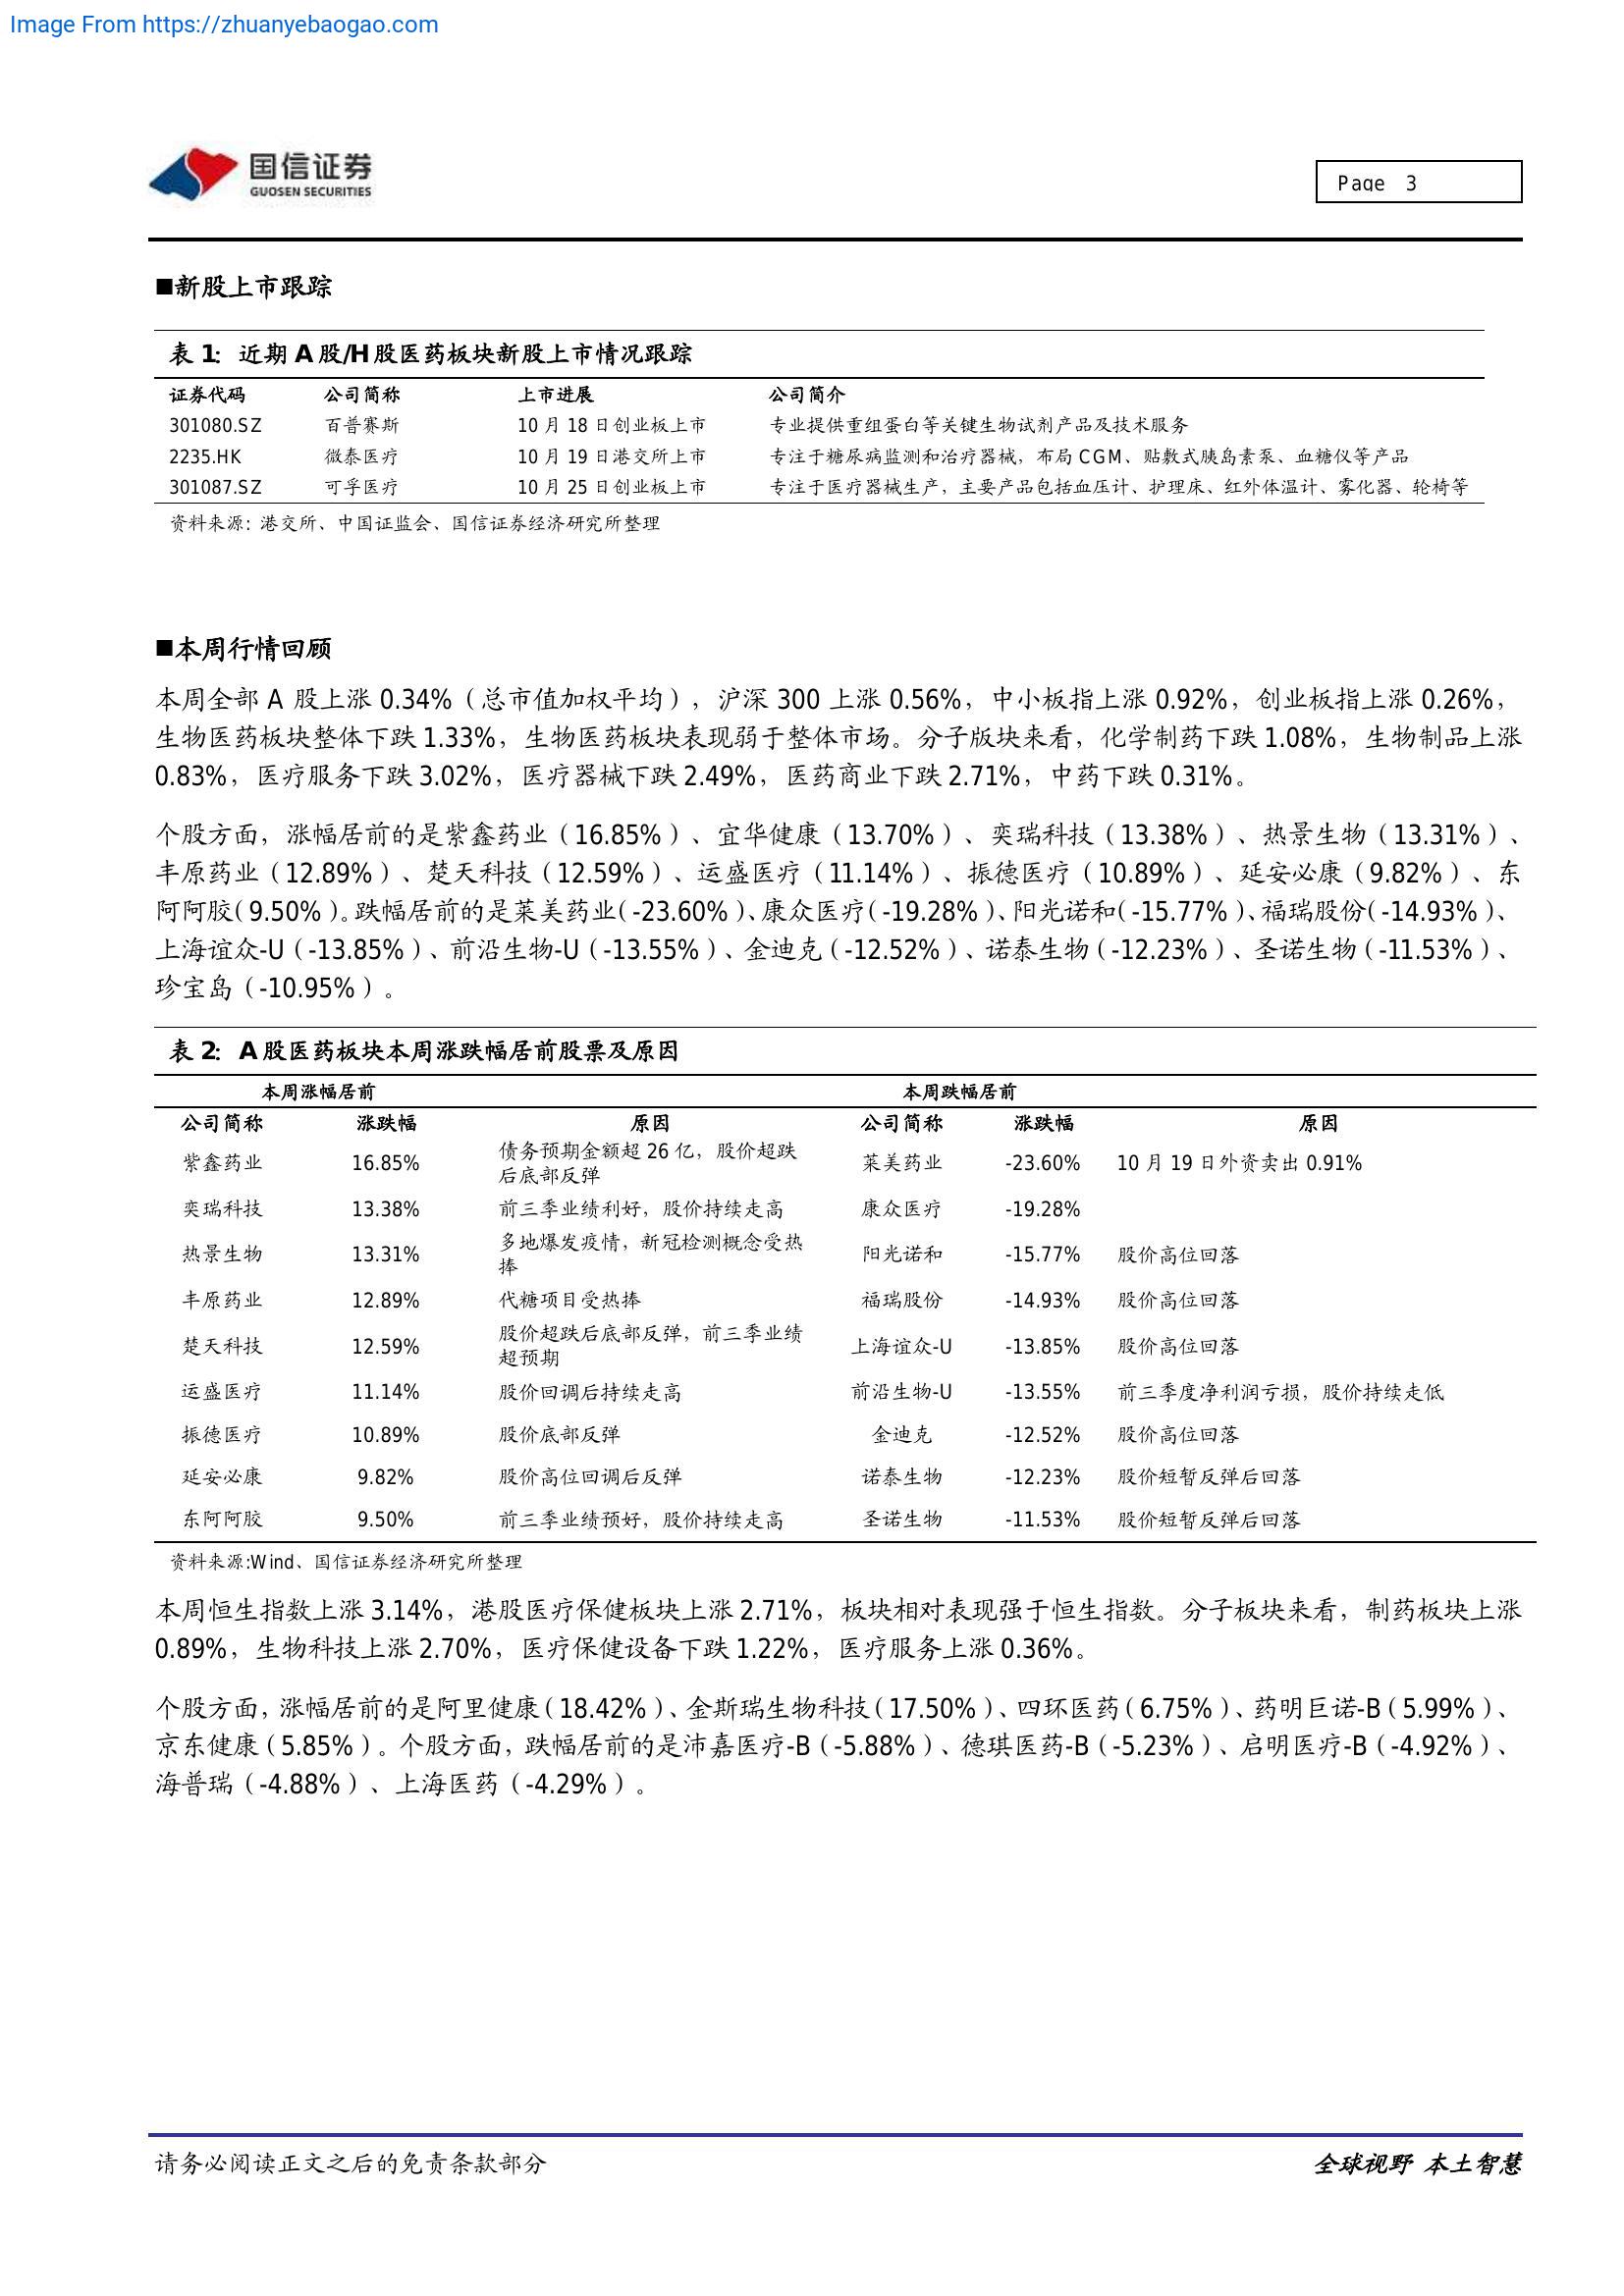 Image From https://zhuanyebaogao.com
国信证券
GUOSEN SECURITIES
Page 3
■新股上市跟踪
表 1: 近期 A 股/H 股医药板块新股上市情况跟踪
证券代码 公司简称 上市进展 公司简介
301080.SZ 百普赛斯 10 月 18 日创业板上市 专业提供重组蛋白等关键生物试剂产品及技术服务
2235.HK 微泰医疗 10 月 19 日港交所上市 专注于糖尿病监测和治疗器械，布局 CGM、贴敷式胰岛素泵、血糖仪等产品
301087.SZ 可孚医疗 10 月 25 日创业板上市 专注于医疗器械生产，主要产品包括血压计、护理床、红外体温计、雾化器、轮椅等
资料来源：港交所、中国证监会、国信证券经济研究所整理
■本周行情回顾
本周全部 A 股上涨 0.34%（总市值加权平均），沪深 300 上涨 0.56%，中小板指上涨 0.92%，创业板指上涨 0.26%，
生物医药板块整体下跌 1.33%，生物医药板块表现弱于整体市场。分子版块来看，化学制药下跌 1.08%，生物制品上涨
0.83%，医疗服务下跌 3.02%，医疗器械下跌 2.49%，医药商业下跌 2.71%，中药下跌 0.31%。
个股方面，涨幅居前的是紫鑫药业（16.85%）、宜华健康（13.70%）、奕瑞科技（13.38%）、热景生物（13.31%）、
丰原药业（12.89%）、楚天科技（12.59%）、运盛医疗（11.14%）、振德医疗（10.89%）、延安必康（9.82%）、东
阿阿胶（9.50%）。跌幅居前的是莱美药业（-23.60%）、康众医疗（-19.28%）、阳光诺和（-15.77%）、福瑞股份（-14.93%）、
上海谊众-U（-13.85%）、前沿生物-U（-13.55%）、金迪克（-12.52%）、诺泰生物（-12.23%）、圣诺生物（-11.53%）、
珍宝岛（-10.95%）。
表 2: A 股医药板块本周涨跌幅居前股票及原因
本周涨幅居前 本周跌幅居前
公司简称 涨跌幅 原因 公司简称 涨跌幅 原因
紫鑫药业 16.85% 债务预期金额超 26 亿，股价超跌 莱美药业 -23.60% 10 月 19 日外资卖出 0.91%
后底部反弹
奕瑞科技 13.38% 前三季业绩利好，股价持续走高 康众医疗 -19.28%
热景生物 13.31% 多地爆发疫情，新冠检测概念受热 阳光诺和 -15.77% 股价高位回落
捧
丰原药业 12.89% 代糖项目受热捧 福瑞股份 -14.93% 股价高位回落
楚天科技 12.59% 股价超跌后底部反弹，前三季业绩 上海谊众-U -13.85% 股价高位回落
超预期
运盛医疗 11.14% 股价回调后持续走高 前沿生物-U -13.55% 前三季度净利润亏损，股价持续走低
振德医疗 10.89% 股价底部反弹 金迪克 -12.52% 股价高位回落
延安必康 9.82% 股价高位回调后反弹 诺泰生物 -12.23% 股价短暂反弹后回落
东阿阿胶 9.50% 前三季业绩预好，股价持续走高 圣诺生物 -11.53% 股价短暂反弹后回落
资料来源:Wind、国信证券经济研究所整理
本周恒生指数上涨 3.14%，港股医疗保健板块上涨 2.71%，板块相对表现强于恒生指数。分子板块来看，制药板块上涨
0.89%，生物科技上涨 2.70%，医疗保健设备下跌 1.22%，医疗服务上涨 0.36%。
个股方面，涨幅居前的是阿里健康（18.42%）、金斯瑞生物科技（17.50%）、四环医药（6.75%）、药明巨诺-B（5.99%）、
京东健康（5.85%）。个股方面，跌幅居前的是沛嘉医疗-B（-5.88%）、德琪医药-B（-5.23%）、启明医疗-B（-4.92%）、
海普瑞（-4.88%）、上海医药（-4.29%）。
请务必阅读正文之后的免责条款部分 全球视野 本土智慧